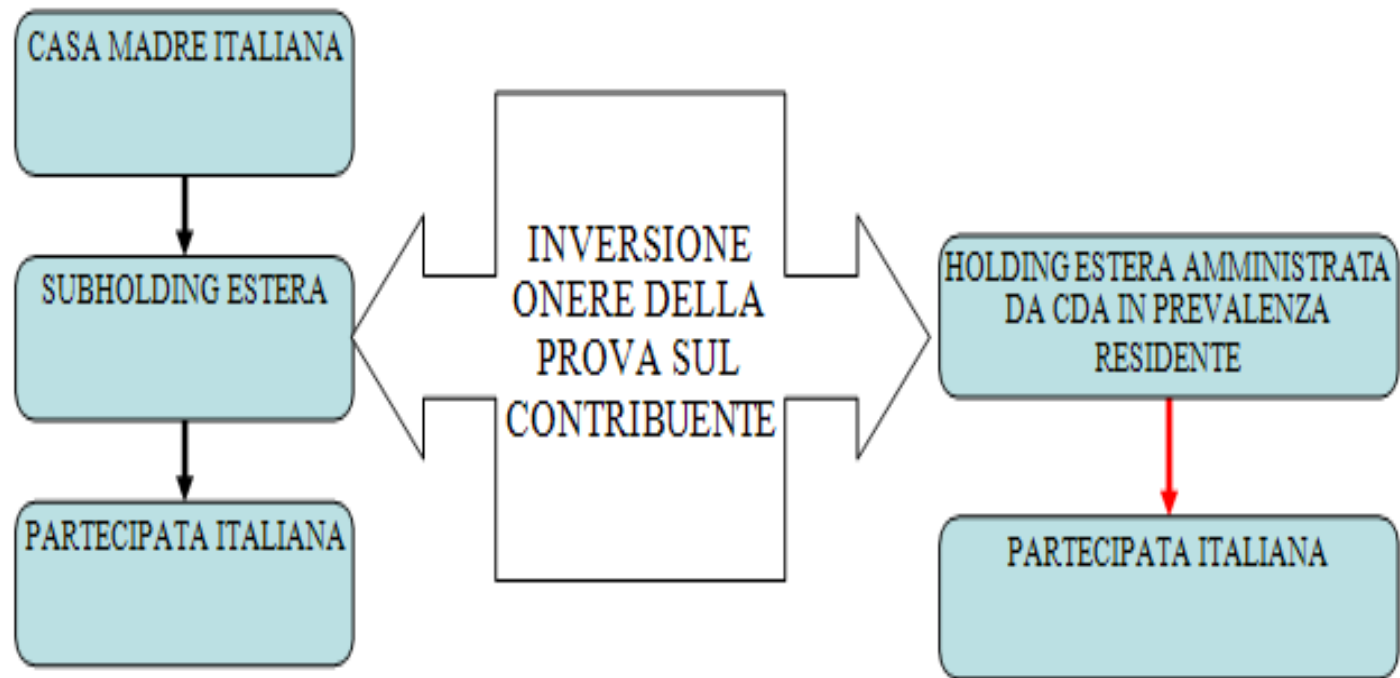 CASA MADRE ITALIANA
SUBHOLDING ESTERA
PARTECIPATA ITALIANA
INVERSIONE
ONERE DELLA
PROVA SUL
CONTRIBUENTE
HOLDING ESTERA AMMINISTRATA
DA CDA IN PREVALENZA
RESIDENTE
PARTECIPATA ITALIANA